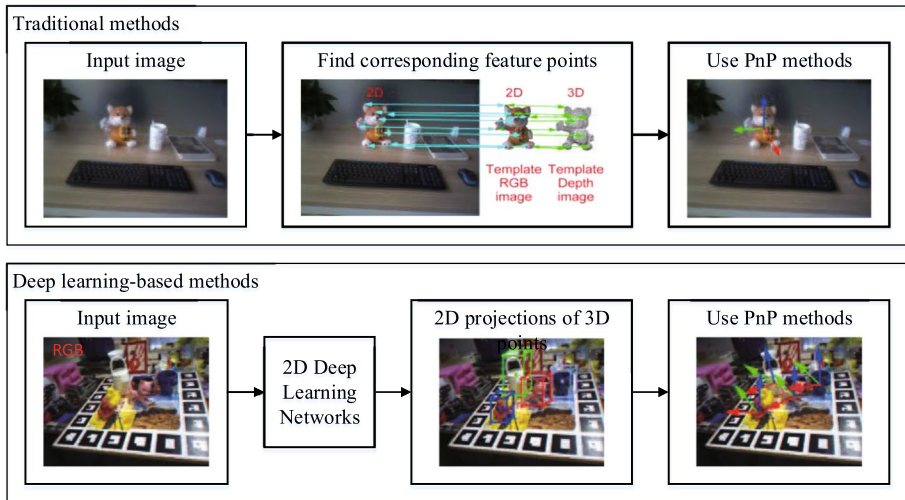 Traditional methods
Input image
Find corresponding feature points
Use PnP methods
2D
2D
3D
Template
RGB
image
Template
Depth
image
Deep learning-based methods
Input image
RGB
2D Deep
Learning
Networks
2D projections of 3D
points
Use PnP methods